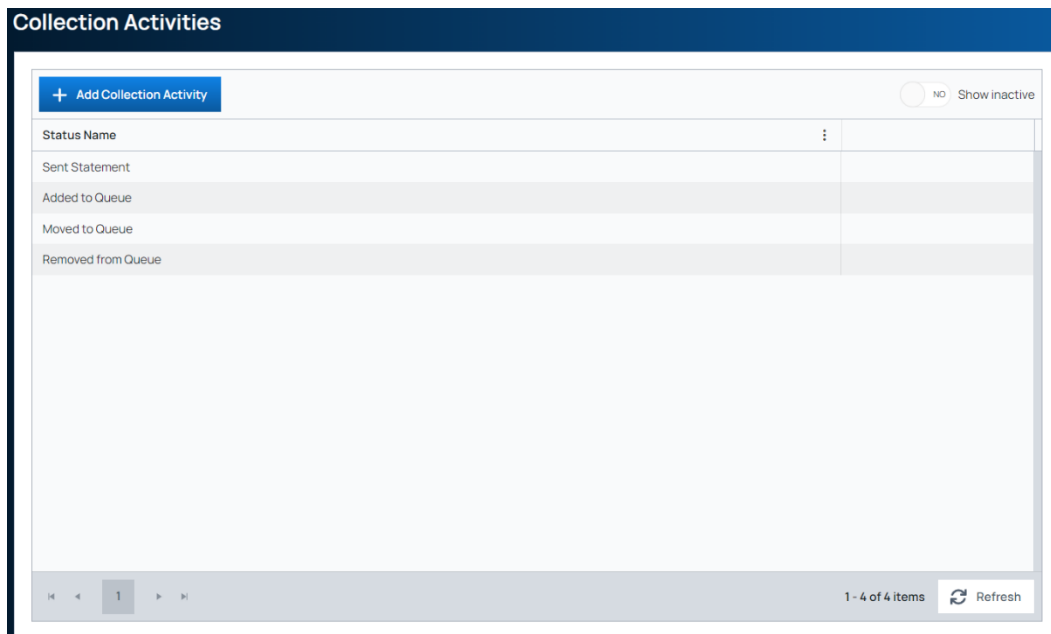 Collection Activities
+ Add Collection Activity NO Show inactive
Status Name
Sent Statement
Added to Queue
Moved to Queue
Removed from Queue
1 1 - 4 of 4 items Refresh